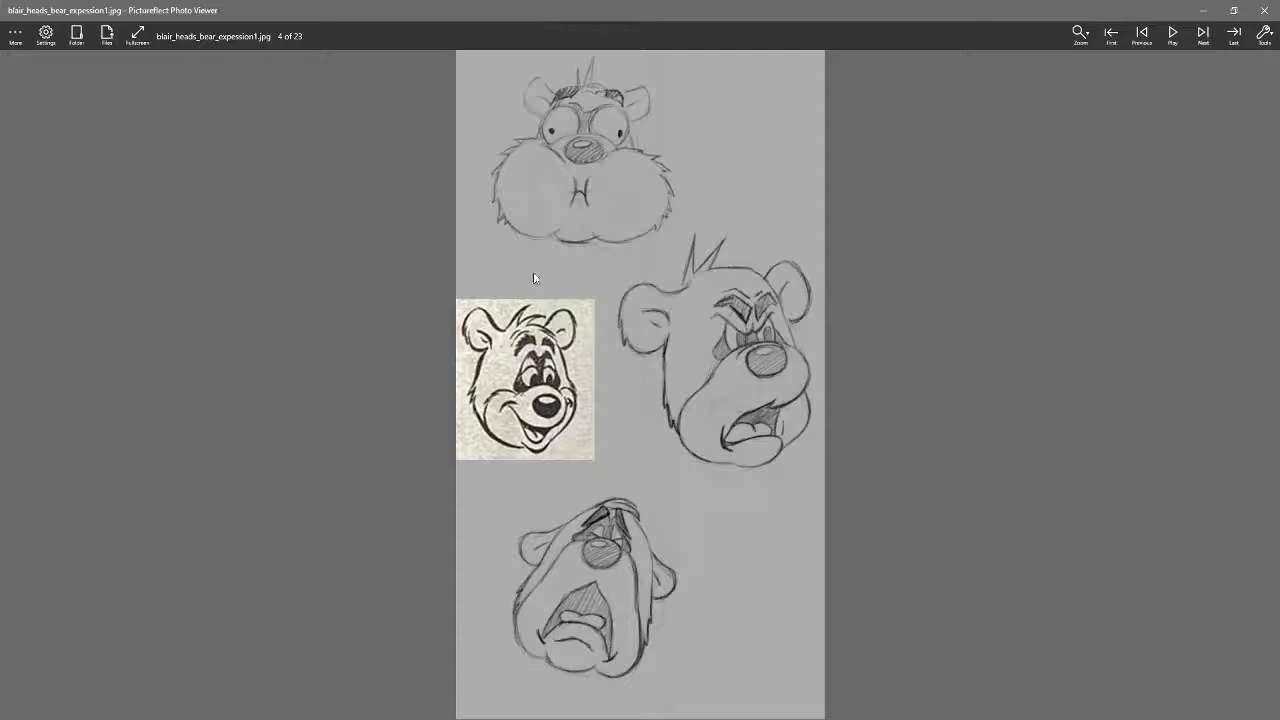 blair_heads_bear_expession1.jpg - Pictureflect Photo Viewer
More
Settings
Folder
Files
Fullscreen
blair_heads_bear_expession1.jpg
4 of 23
Zoom
First
Previous
Play
Next
Last
Tools